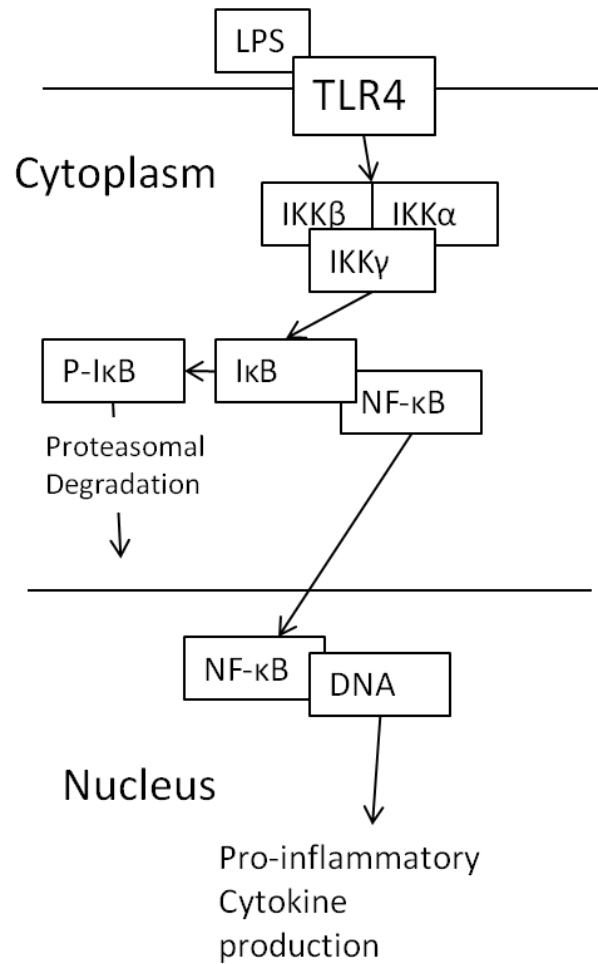 LPS
TLR4
Cytoplasm
IKKβ
IKKα
IKKγ
P-IκB
IκB
NF-κB
Proteasomal
Degradation
NF-κB
DNA
Nucleus
Pro-inflammatory
Cytokine
production